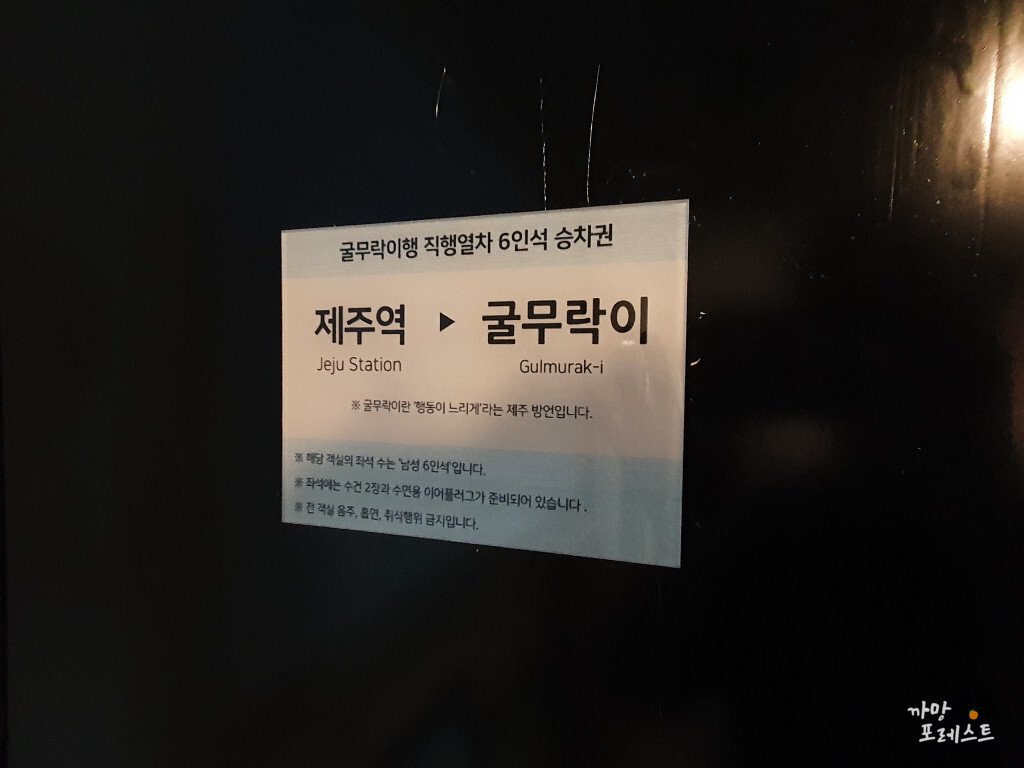 굴무락이행 직행열차 6인석 승차권
제주역 ▶ 굴무락이
Jeju Station Gulmurak-i
※ 굴무락이란 '행동이 느리게'라는 제주 방언입니다.
※ 해당 객실의 좌석 수는 '남성 6인석'입니다.
※ 좌석에는 수건 2장과 수면용 이어플러그가 준비되어 있습니다.
※ 전 객실 음주, 흡연, 취식행위 금지입니다.
까망
포레스트